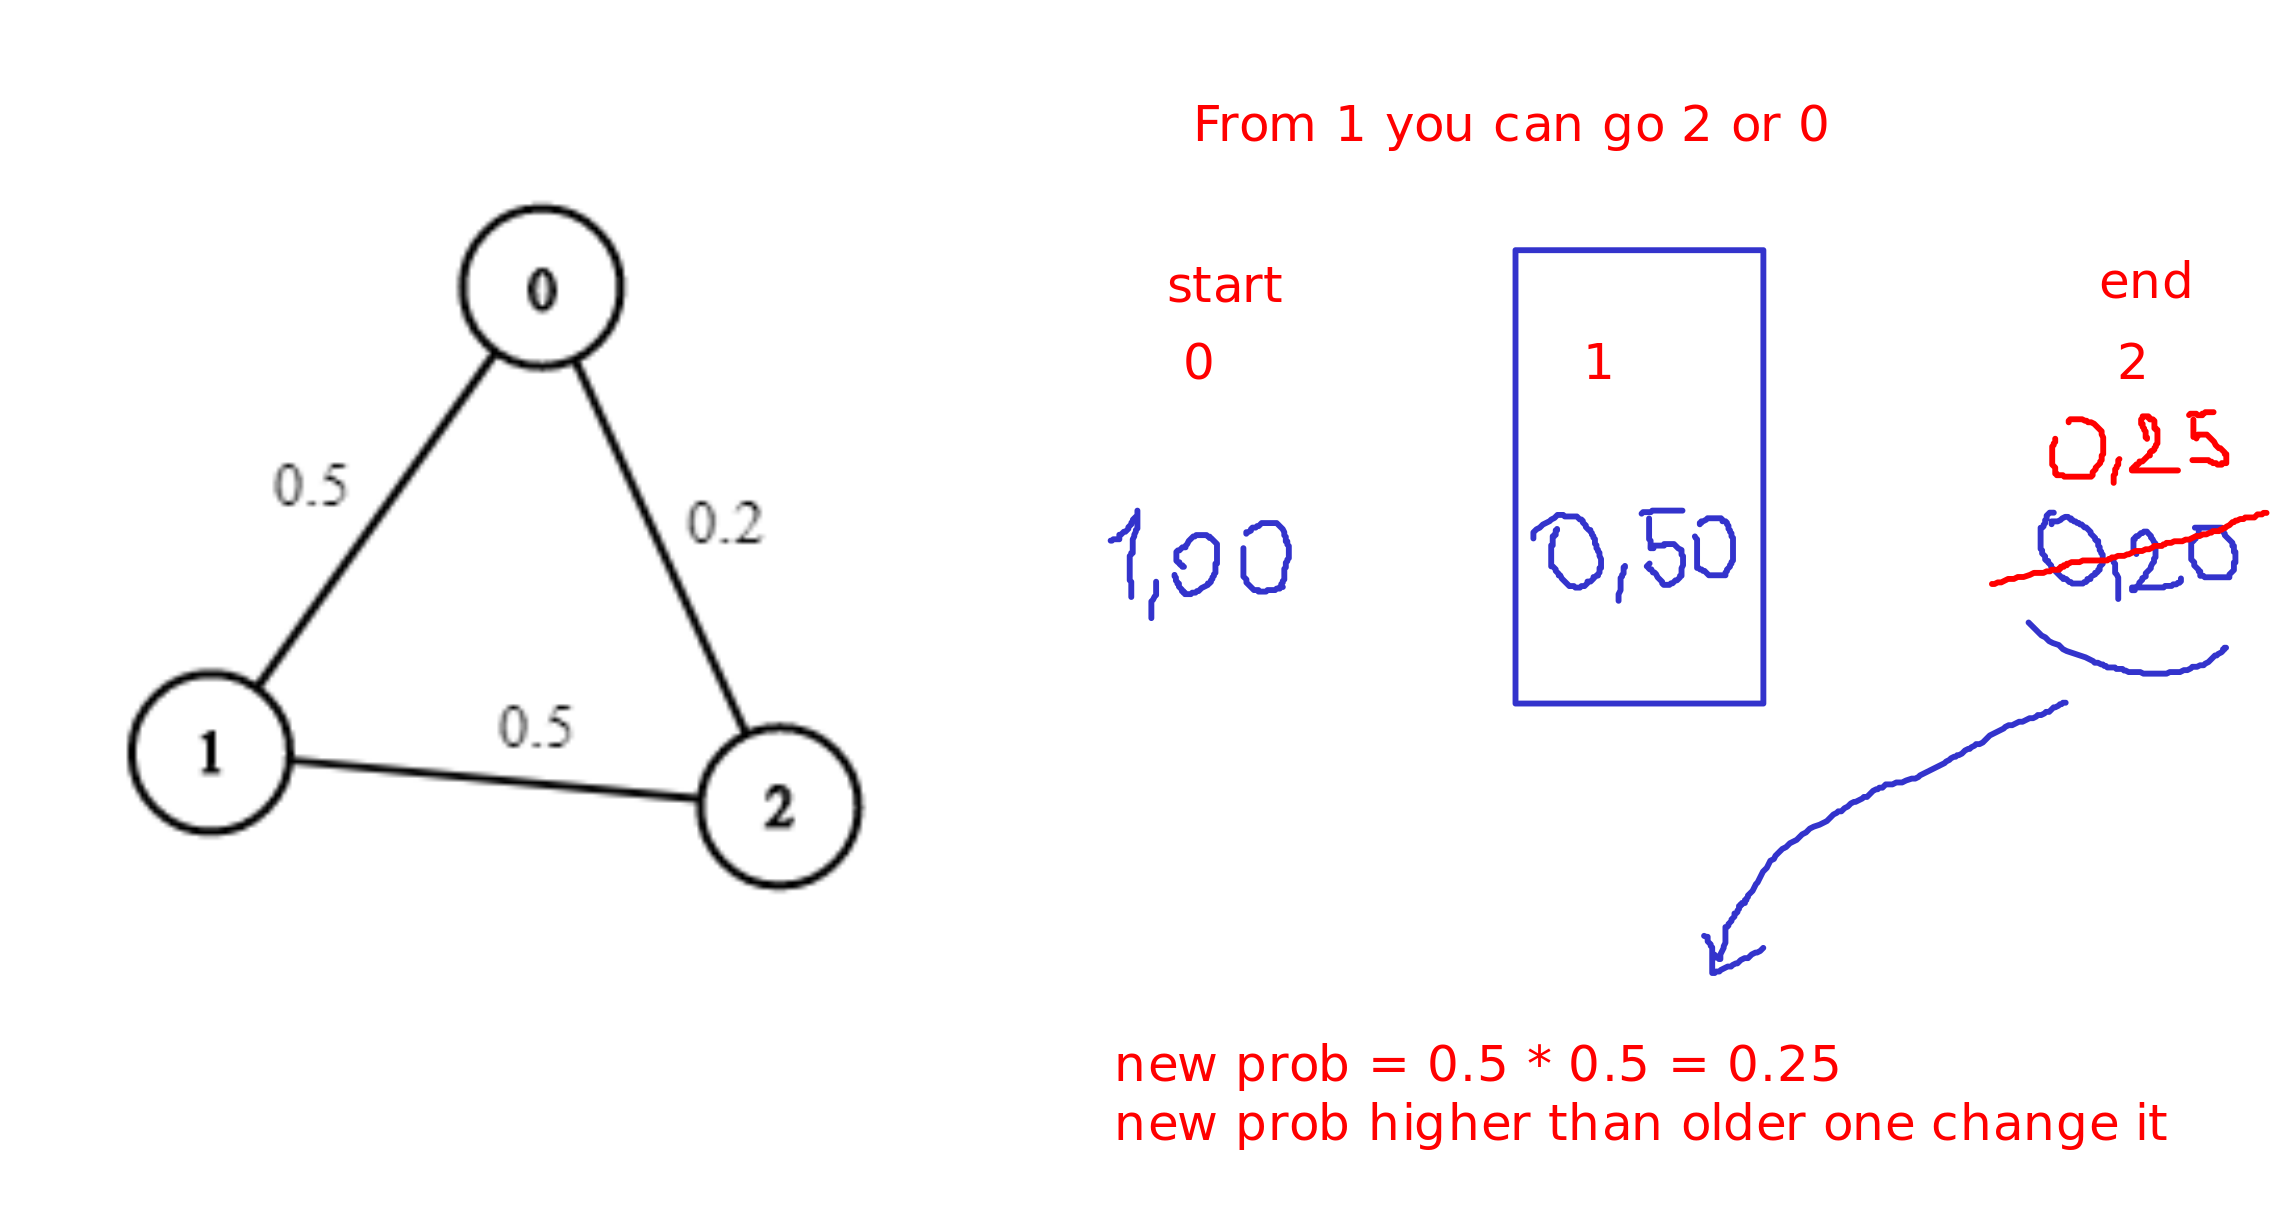 From 1 you can go 2 or 0
start
end
0
1
2
0
0.5
0.2
1
0.5
2
0,25
1,00
0,50
0,20
new prob = 0.5 * 0.5 = 0.25
new prob higher than older one change it